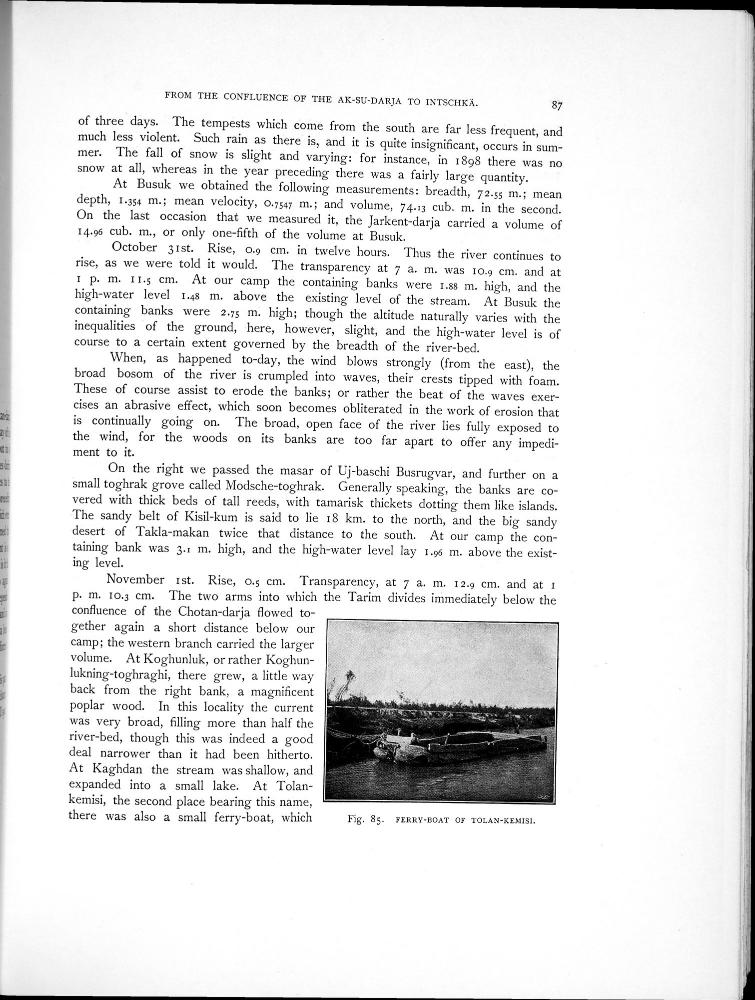 FROM THE CONFLUENCE OF THE AK-SU-DARJA TO INTSCHKÄ. 87
of three days. The tempests which come from the south are far less frequent, and
much less violent. Such rain as there is, and it is quite insignificant, occurs in sum-
mer. The fall of snow is slight and varying: for instance, in 1898 there was no
snow at all, whereas in the year preceding there was a fairly large quantity.
At Busuk we obtained the following measurements: breadth, 72.55 m.; mean
depth, 1.354 m.; mean velocity, 0.7547 m.; and volume, 74.13 cub. m. in the second.
On the last occasion that we measured it, the Jarkent-darja carried a volume of
14.96 cub. m., or only one-fifth of the volume at Busuk.
October 31st. Rise, 0.9 cm. in twelve hours. Thus the river continues to
rise, as we were told it would. The transparency at 7 a. m. was 10.9 cm. and at
1 p. m. 11.5 cm. At our camp the containing banks were 1.88 m. high, and the
high-water level 1.48 m. above the existing level of the stream. At Busuk the
containing banks were 2.75 m. high; though the altitude naturally varies with the
inequalities of the ground, here, however, slight, and the high-water level is of
course to a certain extent governed by the breadth of the river-bed.
When, as happened to-day, the wind blows strongly (from the east), the
broad bosom of the river is crumpled into waves, their crests tipped with foam.
These of course assist to erode the banks; or rather the beat of the waves exer-
cises an abrasive effect, which soon becomes obliterated in the work of erosion that
is continually going on. The broad, open face of the river lies fully exposed to
the wind, for the woods on its banks are too far apart to offer any impedi-
ment to it.
On the right we passed the masar of Uj-baschi Busrugvar, and further on a
small toghrak grove called Modsche-toghrak. Generally speaking, the banks are co-
vered with thick beds of tall reeds, with tamarisk thickets dotting them like islands.
The sandy belt of Kisil-kum is said to lie 18 km. to the north, and the big sandy
desert of Takla-makan twice that distance to the south. At our camp the con-
taining bank was 3.1 m. high, and the high-water level lay 1.96 m. above the exist-
ing level.
November 1st. Rise, 0.5 cm. Transparency, at 7 a. m. 12.9 cm. and at 1
p. m. 10.3 cm. The two arms into which the Tarim divides immediately below the
confluence of the Chotan-darja flowed to-
gether again a short distance below our
camp; the western branch carried the larger
volume. At Koghunluk, or rather Koghun-
lukning-toghraghi, there grew, a little way
back from the right bank, a magnificent
poplar wood. In this locality the current
was very broad, filling more than half the
river-bed, though this was indeed a good
deal narrower than it had been hitherto.
At Kaghdan the stream was shallow, and
expanded into a small lake. At Tolan-
kemisi, the second place bearing this name,
there was also a small ferry-boat, which
Fig. 85. FERRY-BOAT OF TOLAN-KEMISI.